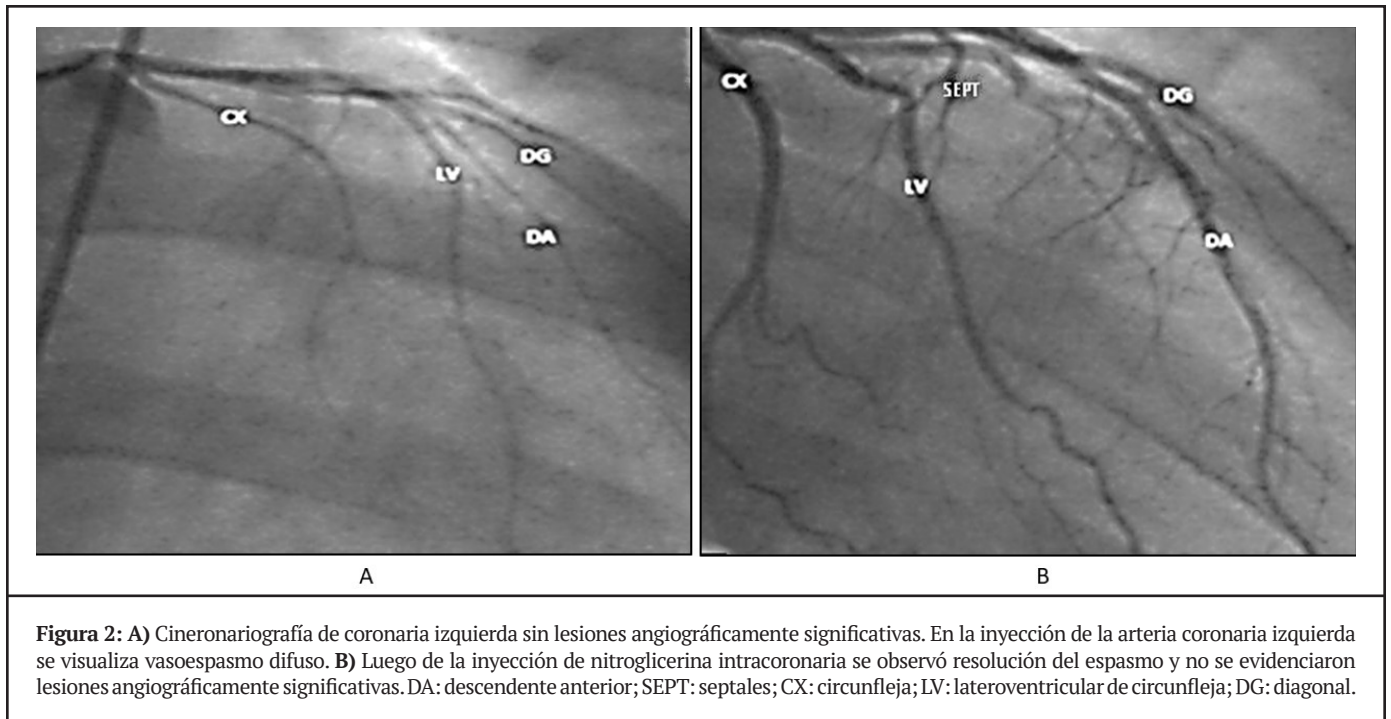 CX
DG
LV
DA
CX
SEPT
DG
LV
DA
A
B
Figura 2: A) Cineronariografía de coronaria izquierda sin lesiones angiográficamente significativas. En la inyección de la arteria coronaria izquierda
se visualiza vasoespasmo difuso. B) Luego de la inyección de nitroglicerina intracoronaria se observó resolución del espasmo y no se evidenciaron
lesiones angiográficamente significativas. DA: descendente anterior; SEPT: septales; CX: circunfleja; LV: lateroventricular de circunfleja; DG: diagonal.